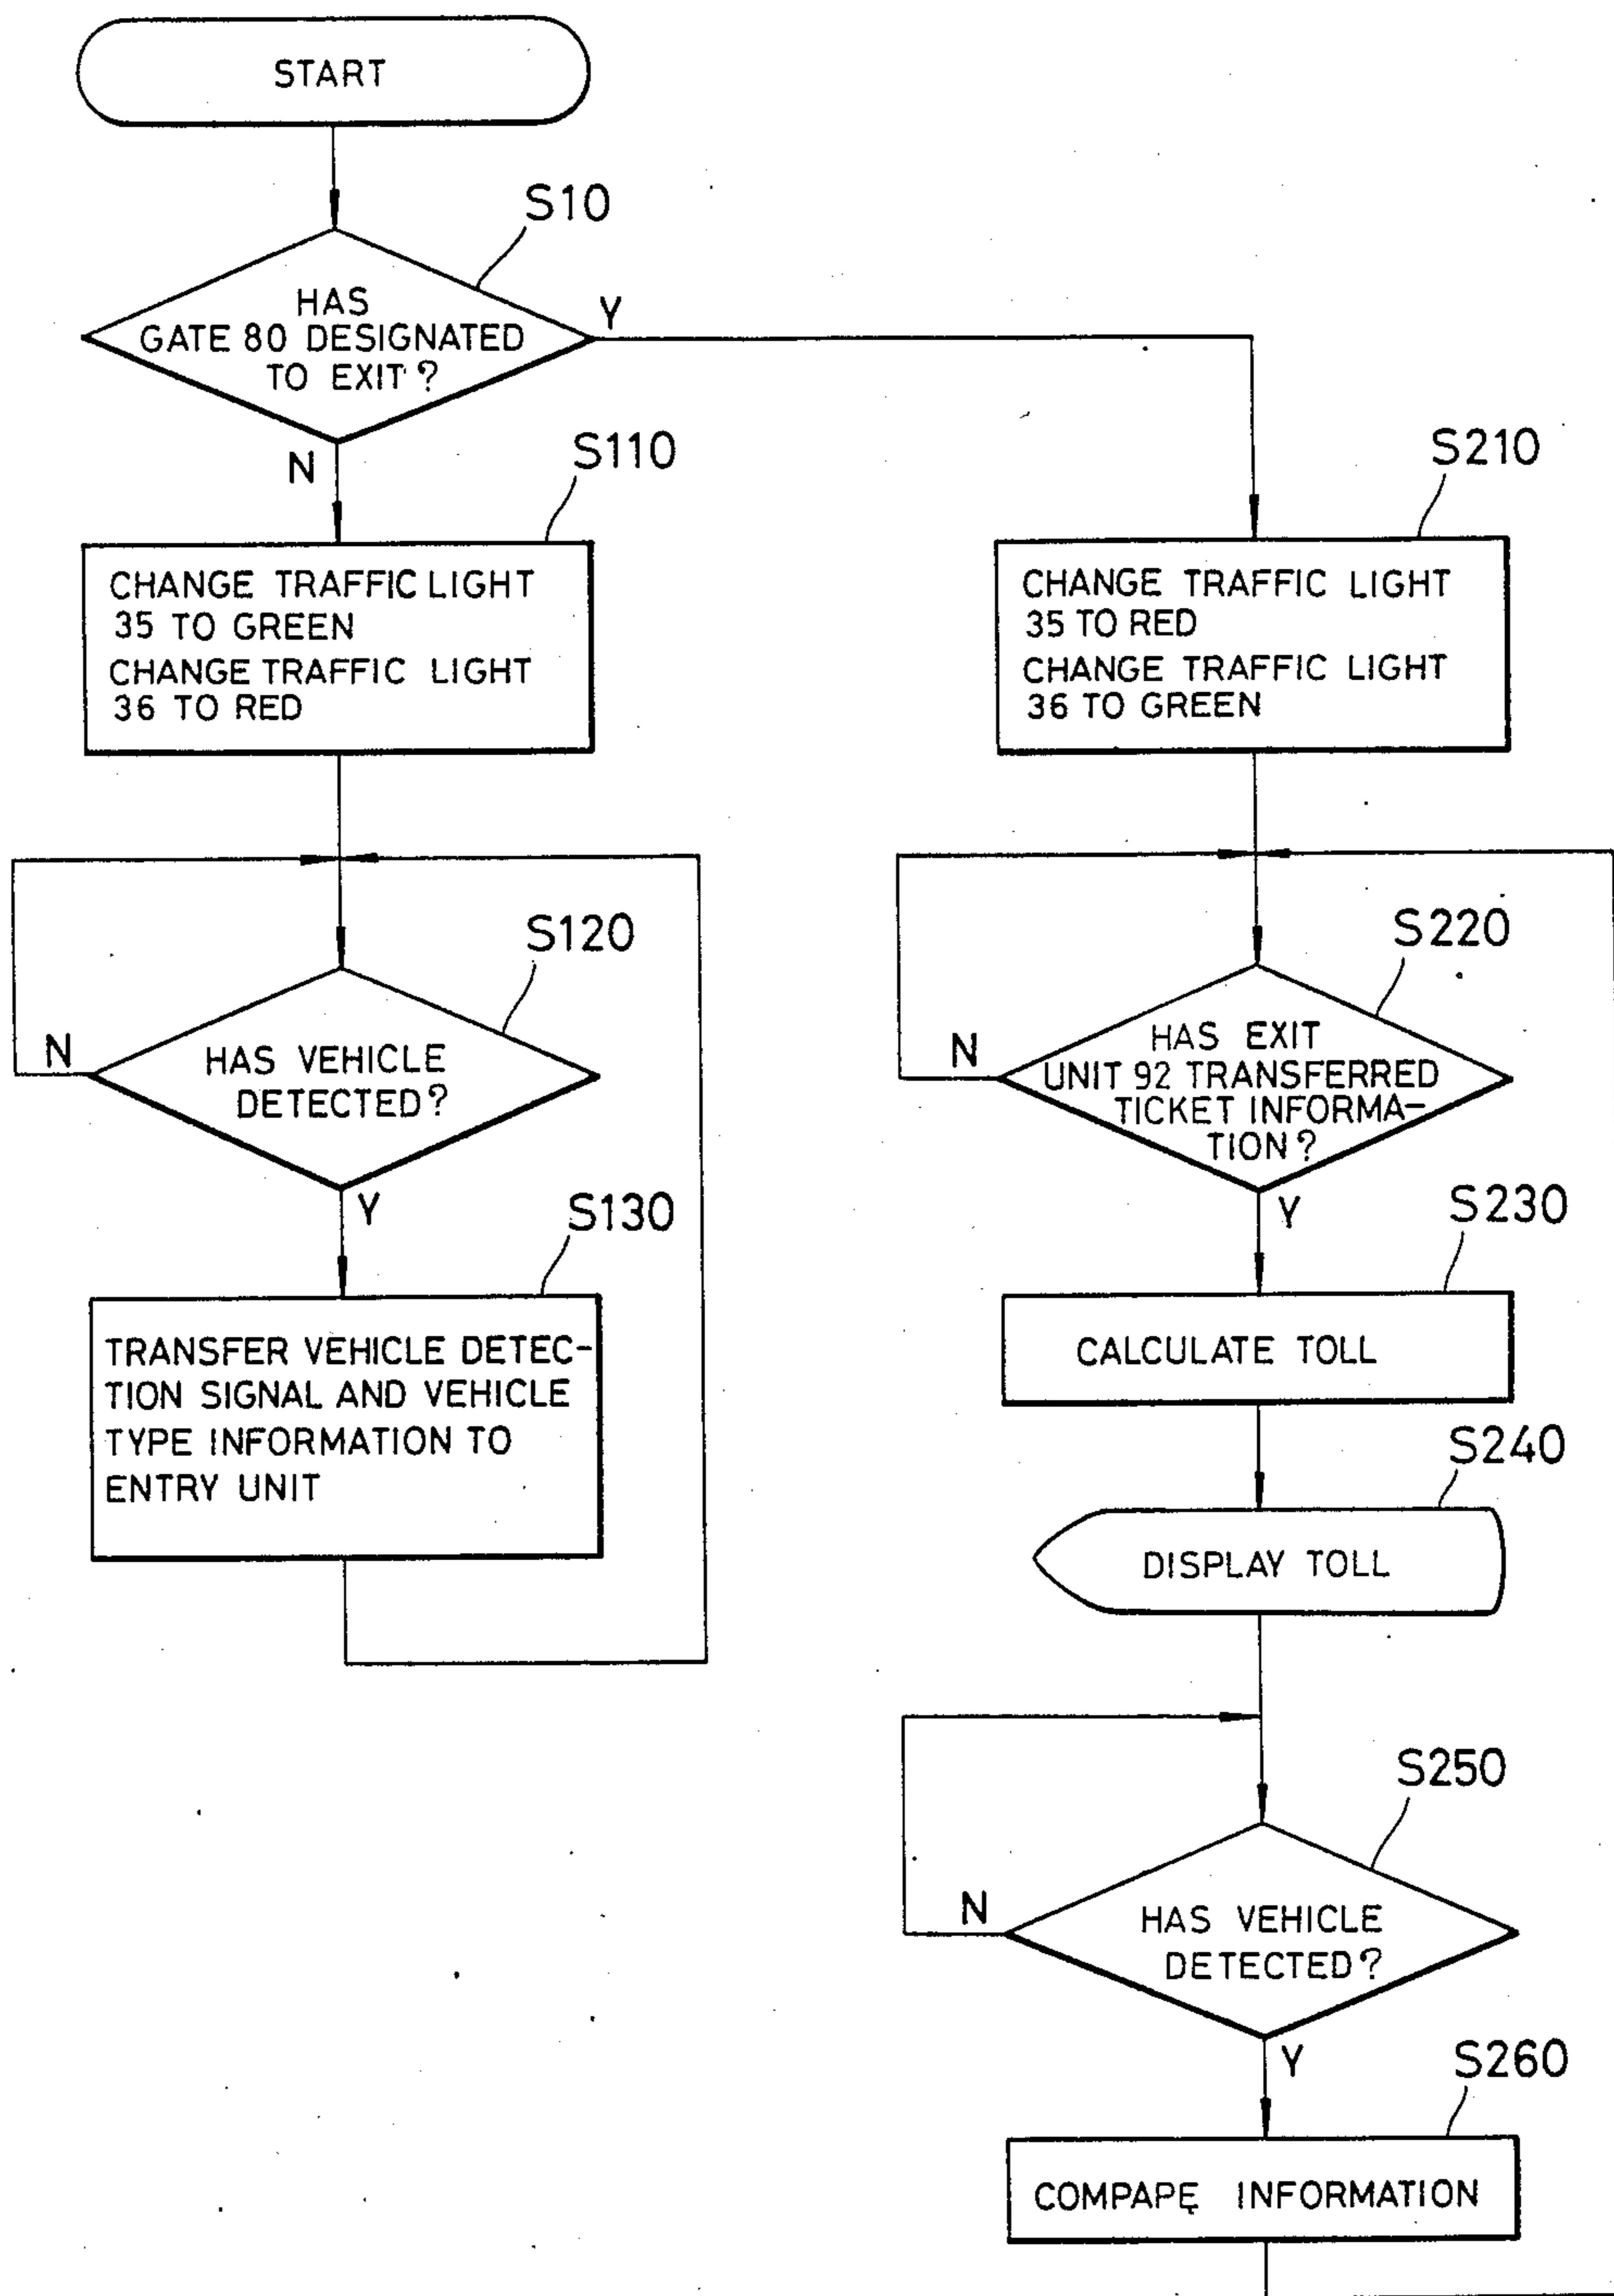 START
S10
HAS
GATE 80 DESIGNATED
TO EXIT?
Y
N
S110
CHANGE TRAFFIC LIGHT
35 TO GREEN
CHANGE TRAFFIC LIGHT
36 TO RED
S120
HAS VEHICLE
DETECTED?
N
Y
S130
TRANSFER VEHICLE DETEC-
TION SIGNAL AND VEHICLE
TYPE INFORMATION TO
ENTRY UNIT
S210
CHANGE TRAFFIC LIGHT
35 TO RED
CHANGE TRAFFIC LIGHT
36 TO GREEN
S220
HAS EXIT
UNIT 92 TRANSFERRED
TICKET INFORMA-
TION?
N
Y
S230
CALCULATE TOLL
S240
DISPLAY TOLL
S250
HAS VEHICLE
DETECTED?
N
Y
S260
COMPAPE INFORMATION